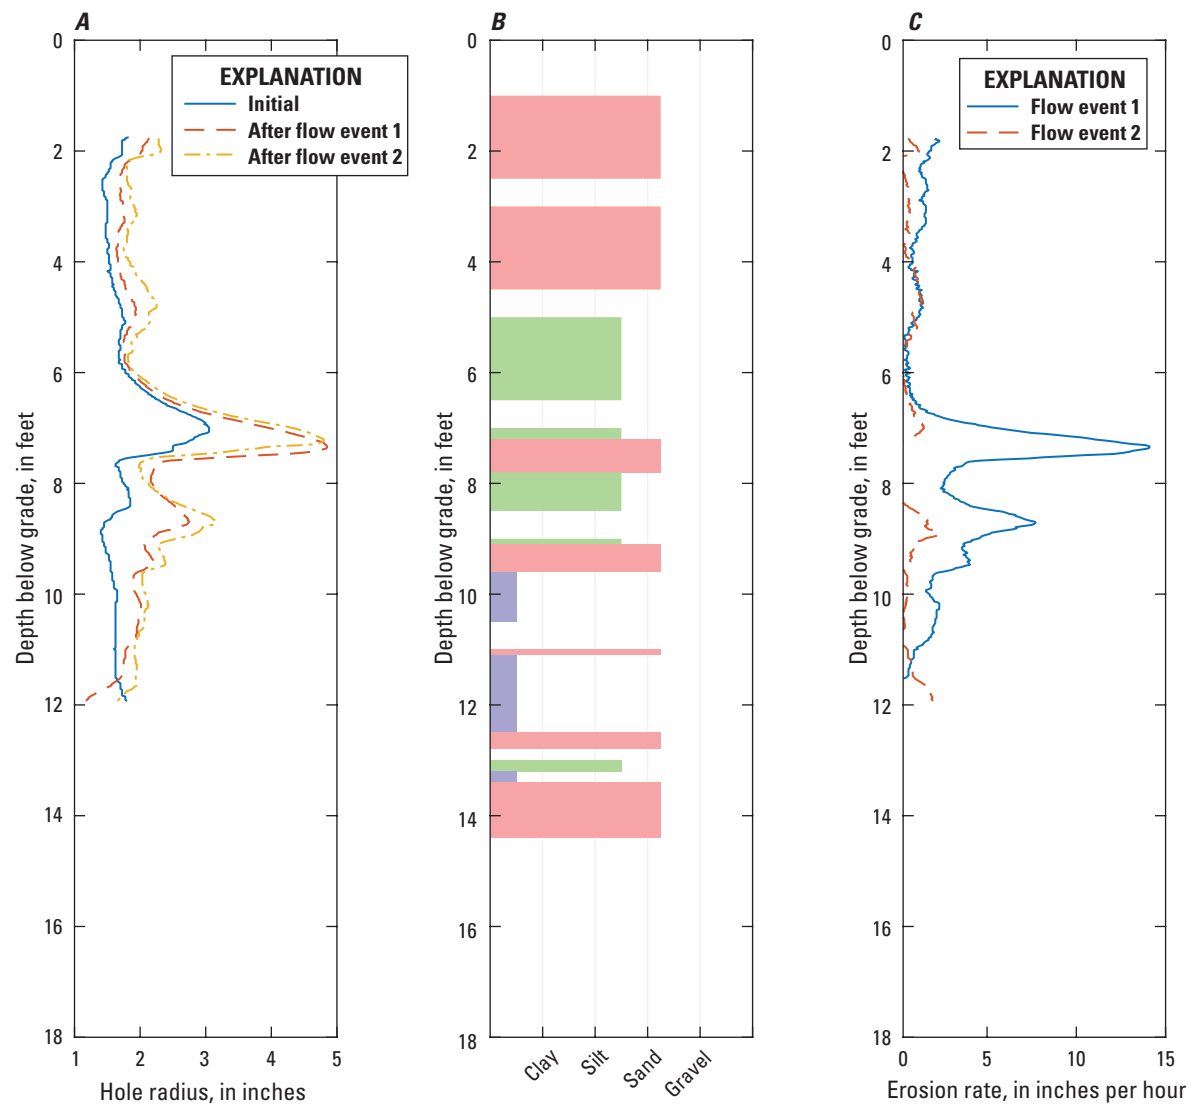 A
0
2
4
6
8
10
12
14
16
18
1
2
3
4
5
Depth below grade, in feet
Hole radius, in inches
EXPLANATION
Initial
After flow event 1
After flow event 2
B
0
2
4
6
8
10
12
14
16
18
Clay
Silt
Sand
Gravel
Depth below grade, in feet
C
0
2
4
6
8
10
12
14
16
18
0
5
10
15
Depth below grade, in feet
Erosion rate, in inches per hour
EXPLANATION
Flow event 1
Flow event 2